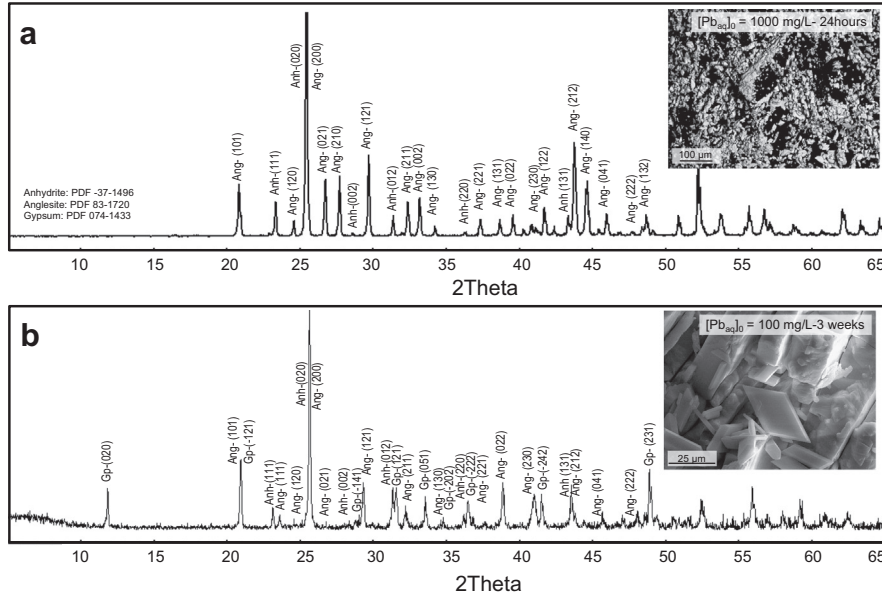 a
[Pbaq]0 = 1000 mg/L- 24hours
100 µm
Anhydrite: PDF -37-1496
Anglesite: PDF 83-1720
Gypsum: PDF 074-1433
Ang- (101)
Anh-(111)
Ang- (120)
Anh-(020)
Ang- (200)
Ang- (021)
Ang- (210)
Anh-(002)
Ang- (121)
Anh-(012)
Ang- (211)
Ang- (002)
Ang- (130)
Anh-(220)
Ang- (221)
Ang- (131)
Ang- (022)
Ang- (230)
Ang- (122)
Anh (131)
Ang- (212)
Ang- (140)
Ang- (041)
Ang- (222)
Ang- (132)
10 15 20 25 30 35 40 45 50 55 60 65
2Theta
b
[Pbaq]0 = 100 mg/L-3 weeks
25 µm
Gp-(020)
Ang- (101)
Gp-(-121)
Anh-(111)
Ang- (111)
Ang- (120)
Anh-(020)
Ang- (200)
Ang- (021)
Anh- (002)
Gp-(-141)
Ang- (121)
Anh-(012)
Gp-(121)
Ang- (211)
Gp-(051)
Ang- (130)
Gp-(-202)
Anh-(220)
Gp-(-222)
Ang- (221)
Ang- (022)
Ang- (230)
Gp-(-242)
Anh (131)
Ang- (212)
Ang- (041)
Ang- (222)
Gp- (231)
10 15 20 25 30 35 40 45 50 55 60 65
2Theta